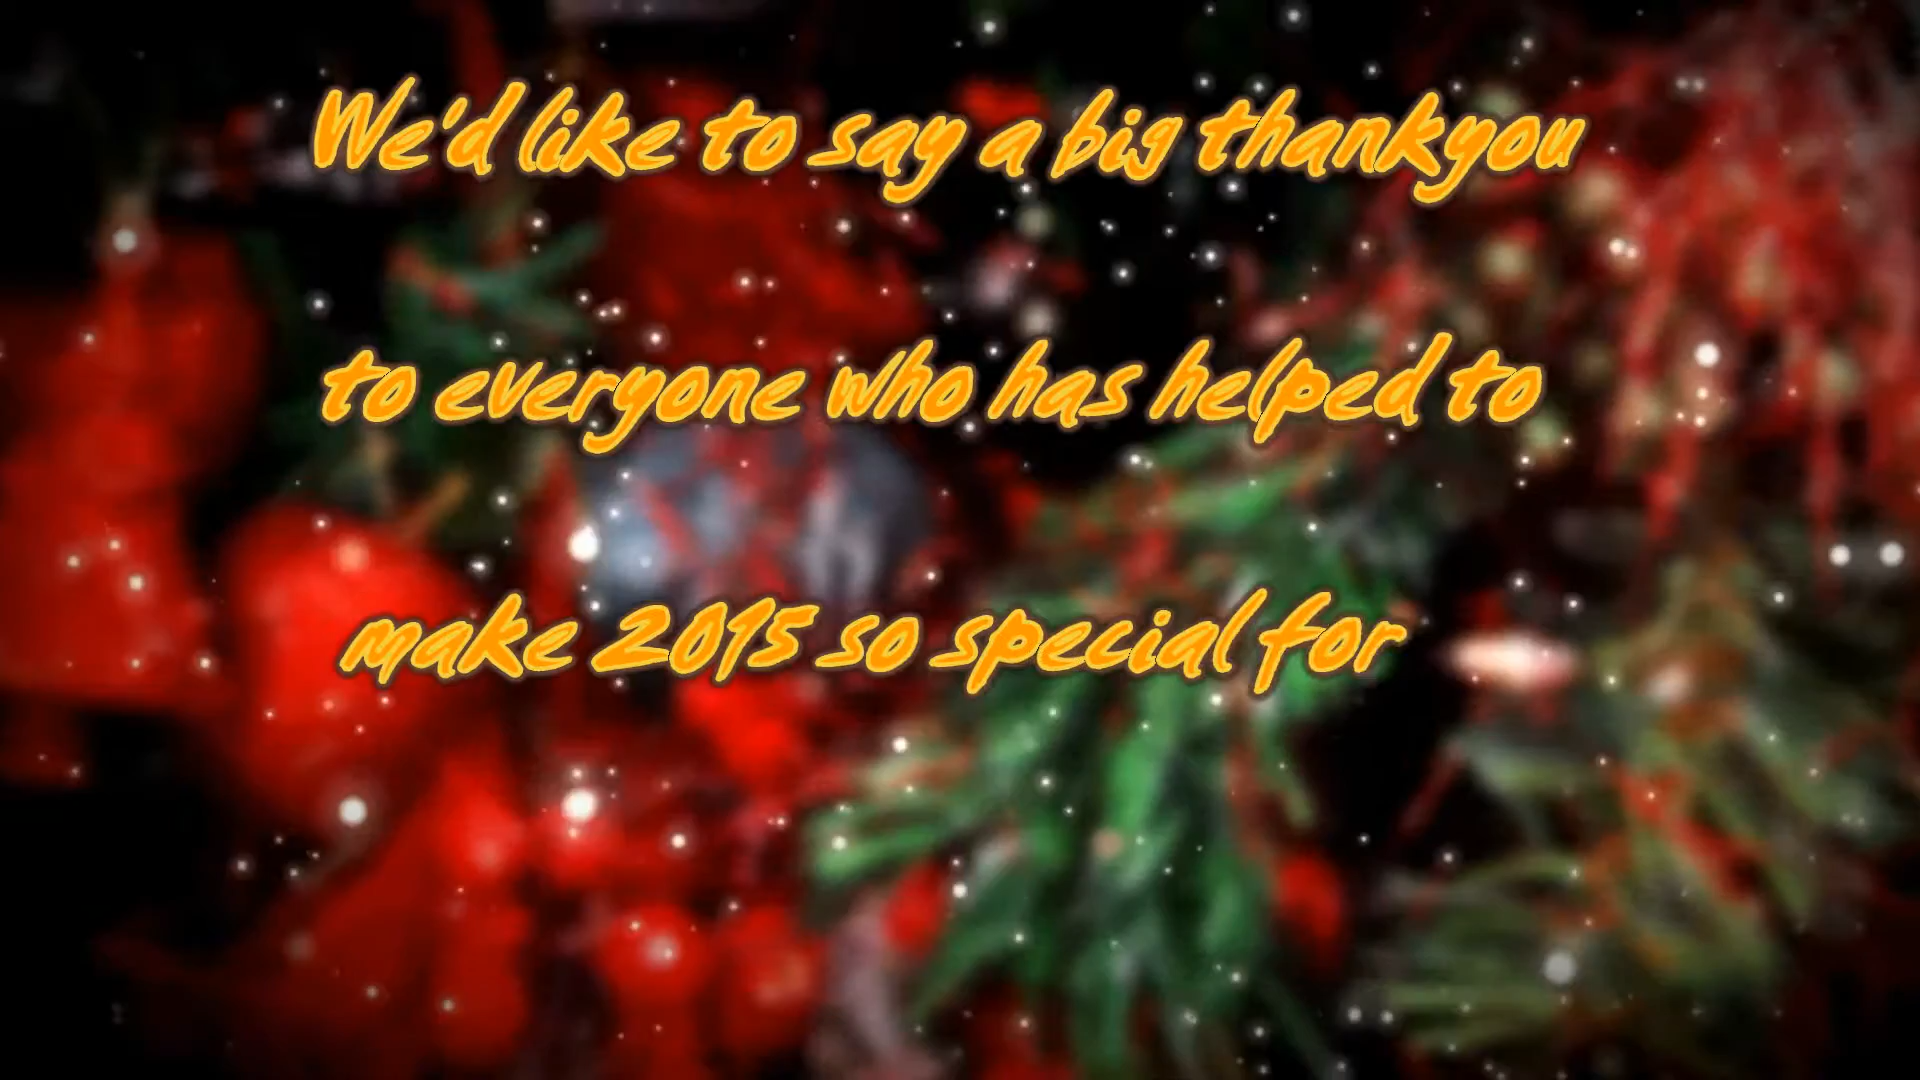 We'd like to say a big thankyou
to everyone who has helped to
make 2015 so special for